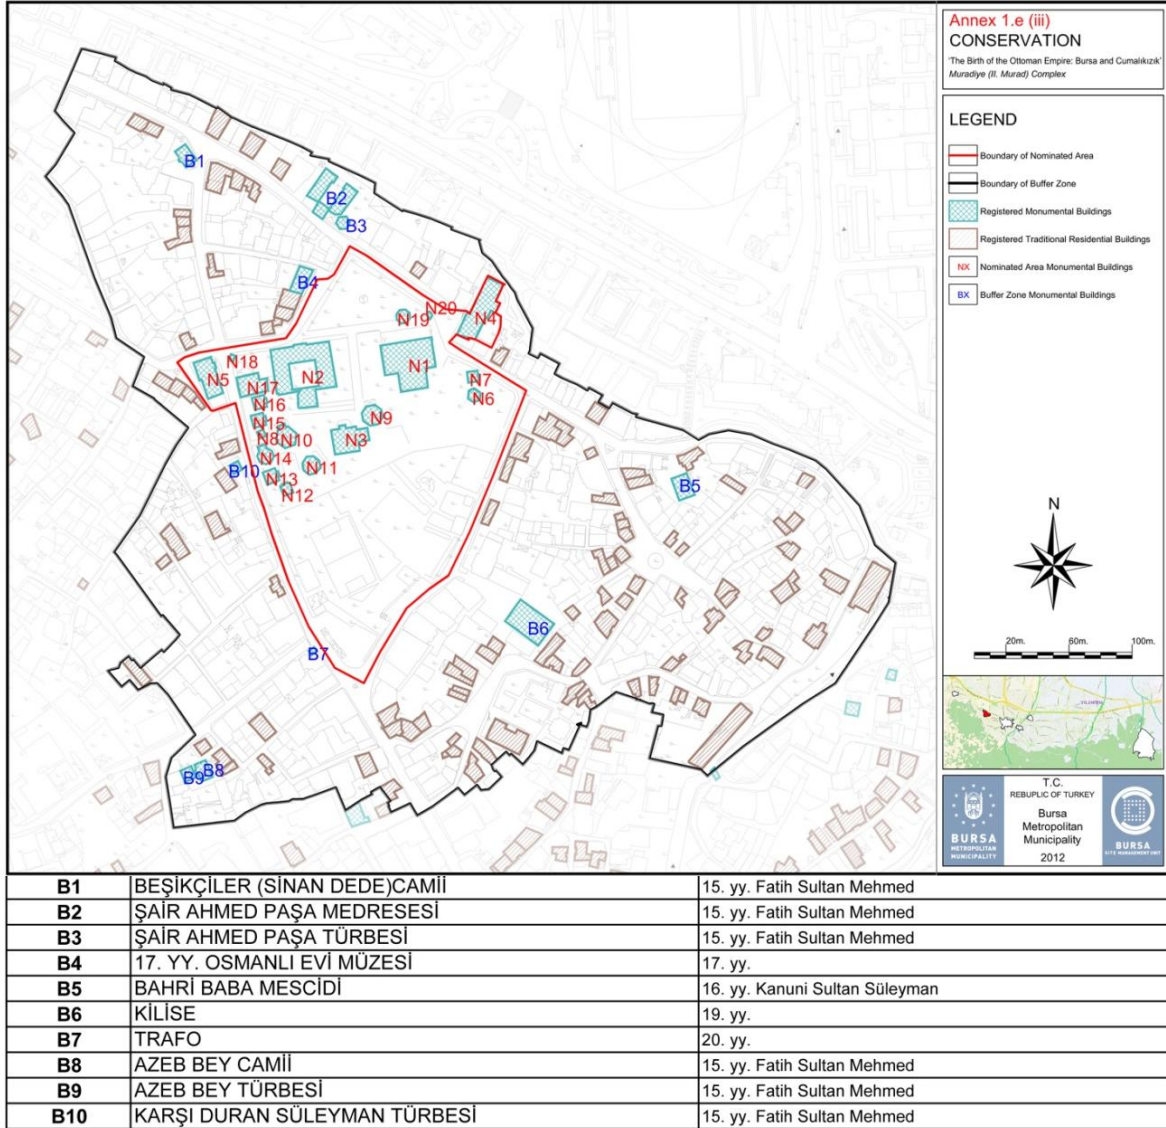 Annex 1.e (iii)
CONSERVATION
'The Birth of the Ottoman Empire: Bursa and Cumalıkızık'
Muradiye (II. Murad) Complex
LEGEND
Boundary of Nominated Area
Boundary of Buffer Zone
Registered Monumental Buildings
Registered Traditional Residential Buildings
NX Nominated Area Monumental Buildings
BX Buffer Zone Monumental Buildings
B1
B2
B3
B4
N20
N19
N4
N18
N1
N5
N2
N7
N17
N6
N16
N15
N9
N8
N10
N3
N14
N11
B10
N13
N12
B5
B6
B7
B8
B9
N
20m. 60m. 100m.
BURSA
METROPOLITAN
MUNICIPALITY
T.C.
REBUPLIC OF TURKEY
Bursa
Metropolitan
Municipality
2012
BURSA
SITE MANAGEMENT UNIT
B1 BEŞİKÇİLER (SİNAN DEDE)CAMİİ 15. yy. Fatih Sultan Mehmed
B2 ŞAİR AHMED PAŞA MEDRESESİ 15. yy. Fatih Sultan Mehmed
B3 ŞAİR AHMED PAŞA TÜRBESİ 15. yy. Fatih Sultan Mehmed
B4 17. YY. OSMANLI EVİ MÜZESİ 17. yy.
B5 BAHRİ BABA MESCİDİ 16. yy. Kanuni Sultan Süleyman
B6 KİLİSE 19. yy.
B7 TRAFO 20. yy.
B8 AZEB BEY CAMİİ 15. yy. Fatih Sultan Mehmed
B9 AZEB BEY TÜRBESİ 15. yy. Fatih Sultan Mehmed
B10 KARŞI DURAN SÜLEYMAN TÜRBESİ 15. yy. Fatih Sultan Mehmed